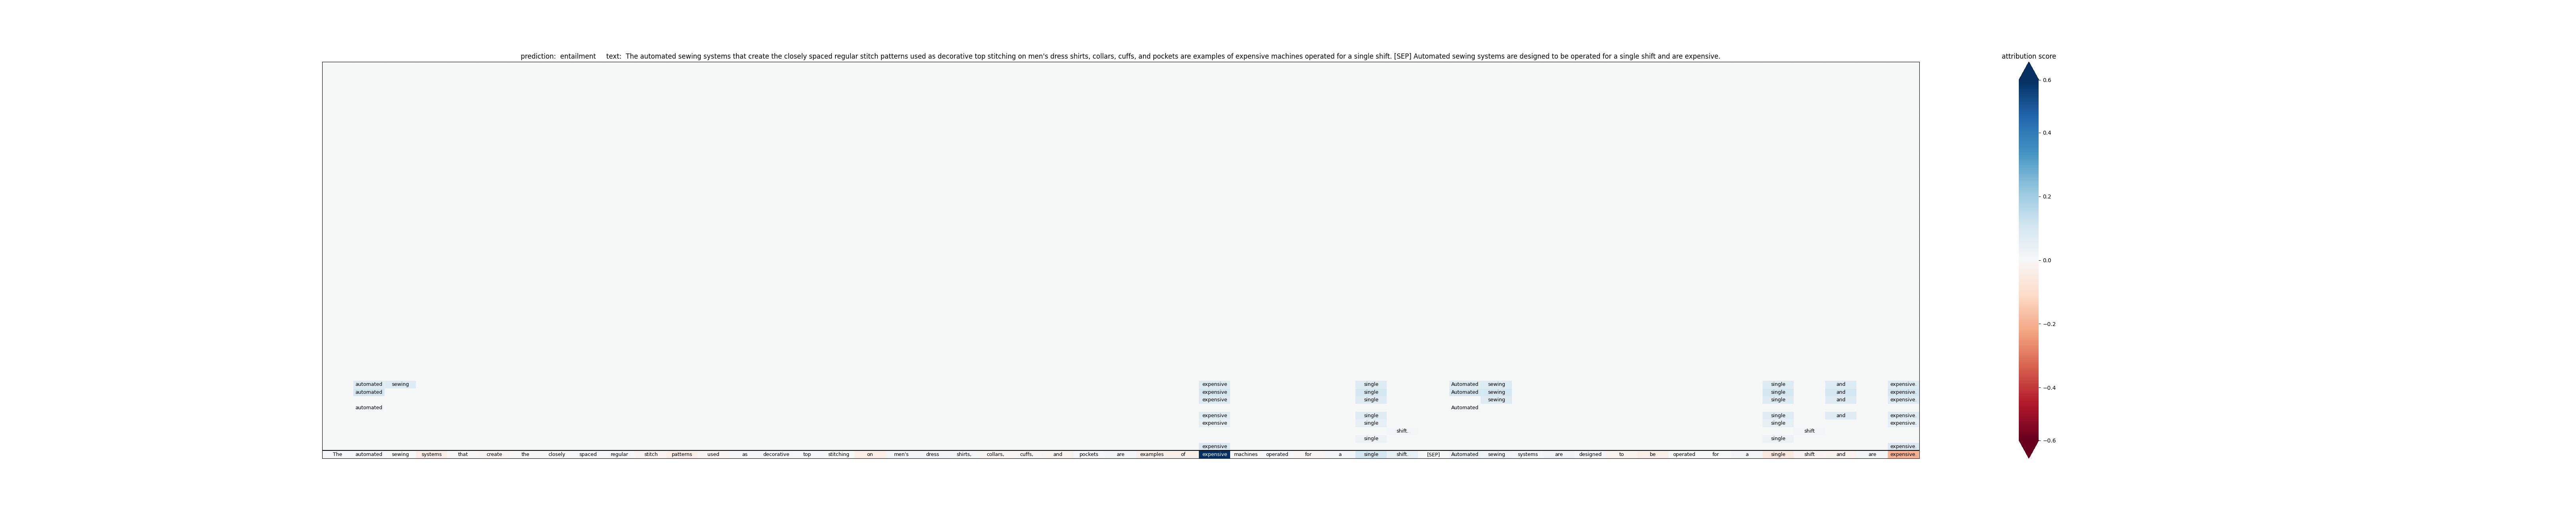 prediction:  entailment     text:  The automated sewing systems that create the closely spaced regular stitch patterns used as decorative top stitching on men's dress shirts, collars, cuffs, and pockets are examples of expensive machines operated for a single shift. [SEP] Automated sewing systems are designed to be operated for a single shift and are expensive.
attribution score
0.6
0.4
0.2
0.0
−0.2
−0.4
−0.6
automated sewing expensive single Automated sewing single and expensive.
automated expensive single Automated sewing single and expensive.
expensive single sewing single and expensive.
automated Automated
expensive single single and expensive.
expensive single single expensive.
shift. shift
single single
expensive expensive.
The automated sewing systems that create the closely spaced regular stitch patterns used as decorative top stitching on men's dress shirts, collars, cuffs, and pockets are examples of expensive machines operated for a single shift. [SEP] Automated sewing systems are designed to be operated for a single shift and are expensive.